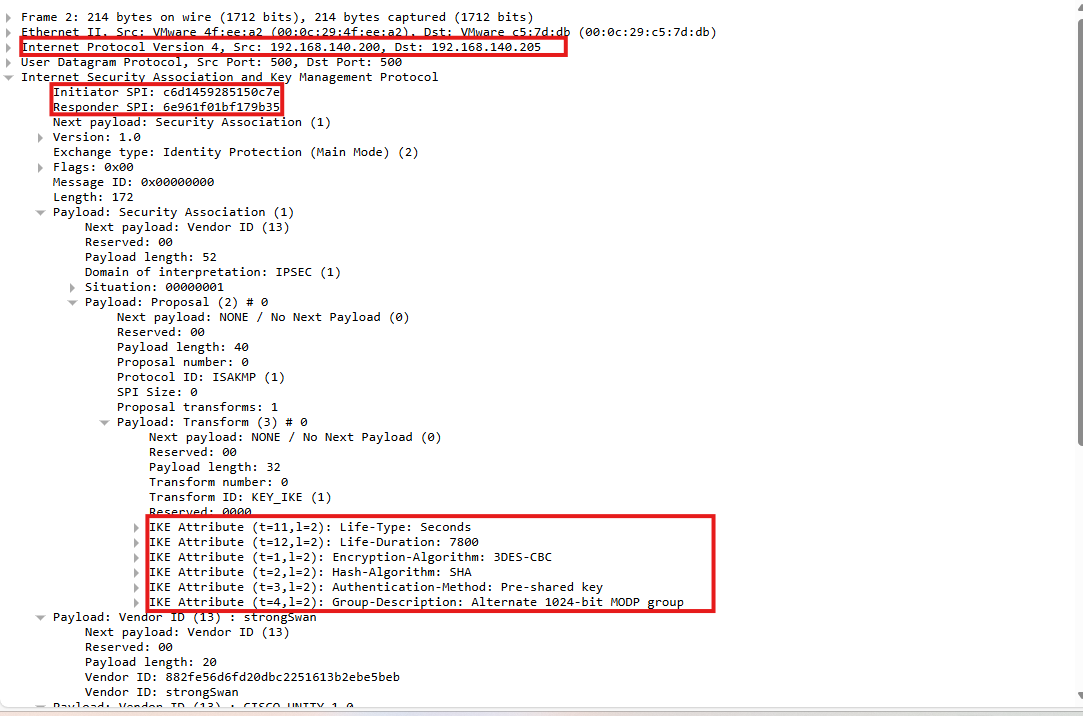 Frame 2: 214 bytes on wire (1712 bits), 214 bytes captured (1712 bits)
Ethernet II, Src: VMware_4f:ee:a2 (00:0c:29:4f:ee:a2), Dst: VMware_c5:7d:db (00:0c:29:c5:7d:db)
Internet Protocol Version 4, Src: 192.168.140.200, Dst: 192.168.140.205
User Datagram Protocol, Src Port: 500, Dst Port: 500
Internet Security Association and Key Management Protocol
Initiator SPI: c6d1459285150c7e
Responder SPI: 6e961f01bf179b35
Next payload: Security Association (1)
Version: 1.0
Exchange type: Identity Protection (Main Mode) (2)
Flags: 0x00
Message ID: 0x00000000
Length: 172
Payload: Security Association (1)
Next payload: Vendor ID (13)
Reserved: 00
Payload length: 52
Domain of interpretation: IPSEC (1)
Situation: 00000001
Payload: Proposal (2) # 0
Next payload: NONE / No Next Payload (0)
Reserved: 00
Payload length: 40
Proposal number: 0
Protocol ID: ISAKMP (1)
SPI Size: 0
Proposal transforms: 1
Payload: Transform (3) # 0
Next payload: NONE / No Next Payload (0)
Reserved: 00
Payload length: 32
Transform number: 0
Transform ID: KEY_IKE (1)
Reserved: 0000
IKE Attribute (t=11,l=2): Life-Type: Seconds
IKE Attribute (t=12,l=2): Life-Duration: 7800
IKE Attribute (t=1,l=2): Encryption-Algorithm: 3DES-CBC
IKE Attribute (t=2,l=2): Hash-Algorithm: SHA
IKE Attribute (t=3,l=2): Authentication-Method: Pre-shared key
IKE Attribute (t=4,l=2): Group-Description: Alternate 1024-bit MODP group
Payload: Vendor ID (13) : strongSwan
Next payload: Vendor ID (13)
Reserved: 00
Payload length: 20
Vendor ID: 882fe56d6fd20dbc2251613b2ebe5beb
Vendor ID: strongSwan
Payload: Vendor ID (13) : CISCO-UNITY 1.0